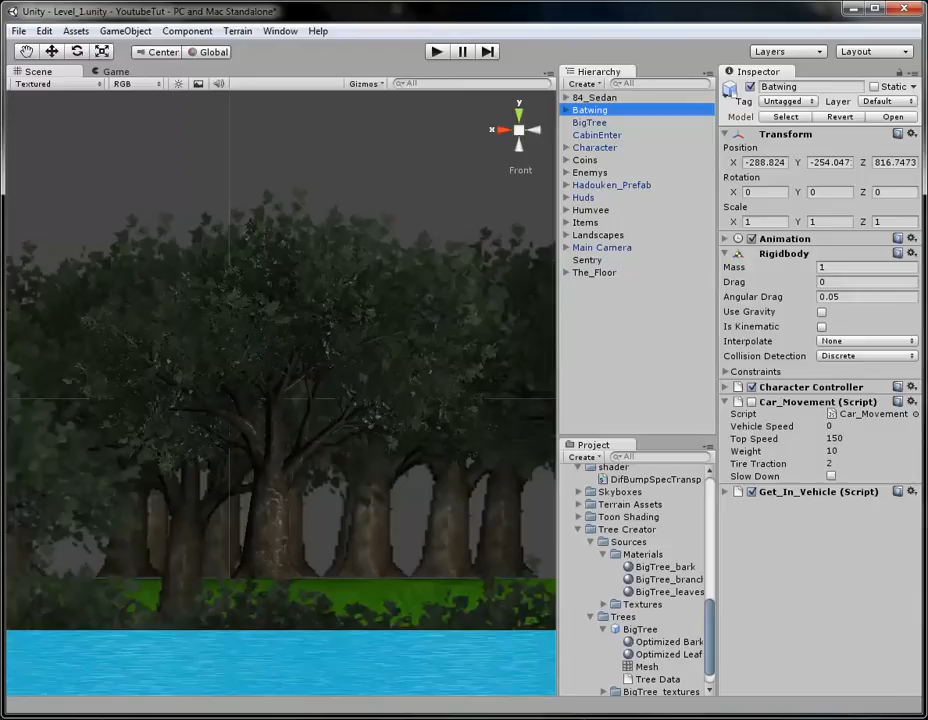 Unity - Level_1.unity - YoutubeTut - PC and Mac Standalone*
File Edit Assets GameObject Component Terrain Window Help
Center Global Layers Layout
Scene Game
Textured RGB Gizmos All
y
x
Front
Hierarchy
Create All
84_Sedan
Batwing
BigTree
CabinEnter
Character
Coins
Enemys
Hadouken_Prefab
Huds
Humvee
Items
Landscapes
Main Camera
Sentry
The_Floor
Project
Create All
shader
DifBumpSpecTransp
Skyboxes
Terrain Assets
Toon Shading
Tree Creator
Sources
Materials
BigTree_bark
BigTree_branch
BigTree_leaves
Textures
Trees
BigTree
Optimized Bark
Optimized Leaf
Mesh
Tree Data
BigTree_textures
Inspector
Batwing Static
Tag Untagged Layer Default
Model Select Revert Open
Transform
Position
X -288.824 Y -254.047 Z 816.7473
Rotation
X 0 Y 0 Z 0
Scale
X 1 Y 1 Z 1
Animation
Rigidbody
Mass 1
Drag 0
Angular Drag 0.05
Use Gravity
Is Kinematic
Interpolate None
Collision Detection Discrete
Constraints
Character Controller
Car_Movement (Script)
Script Car_Movement
Vehicle Speed 0
Top Speed 150
Weight 10
Tire Traction 2
Slow Down
Get_In_Vehicle (Script)